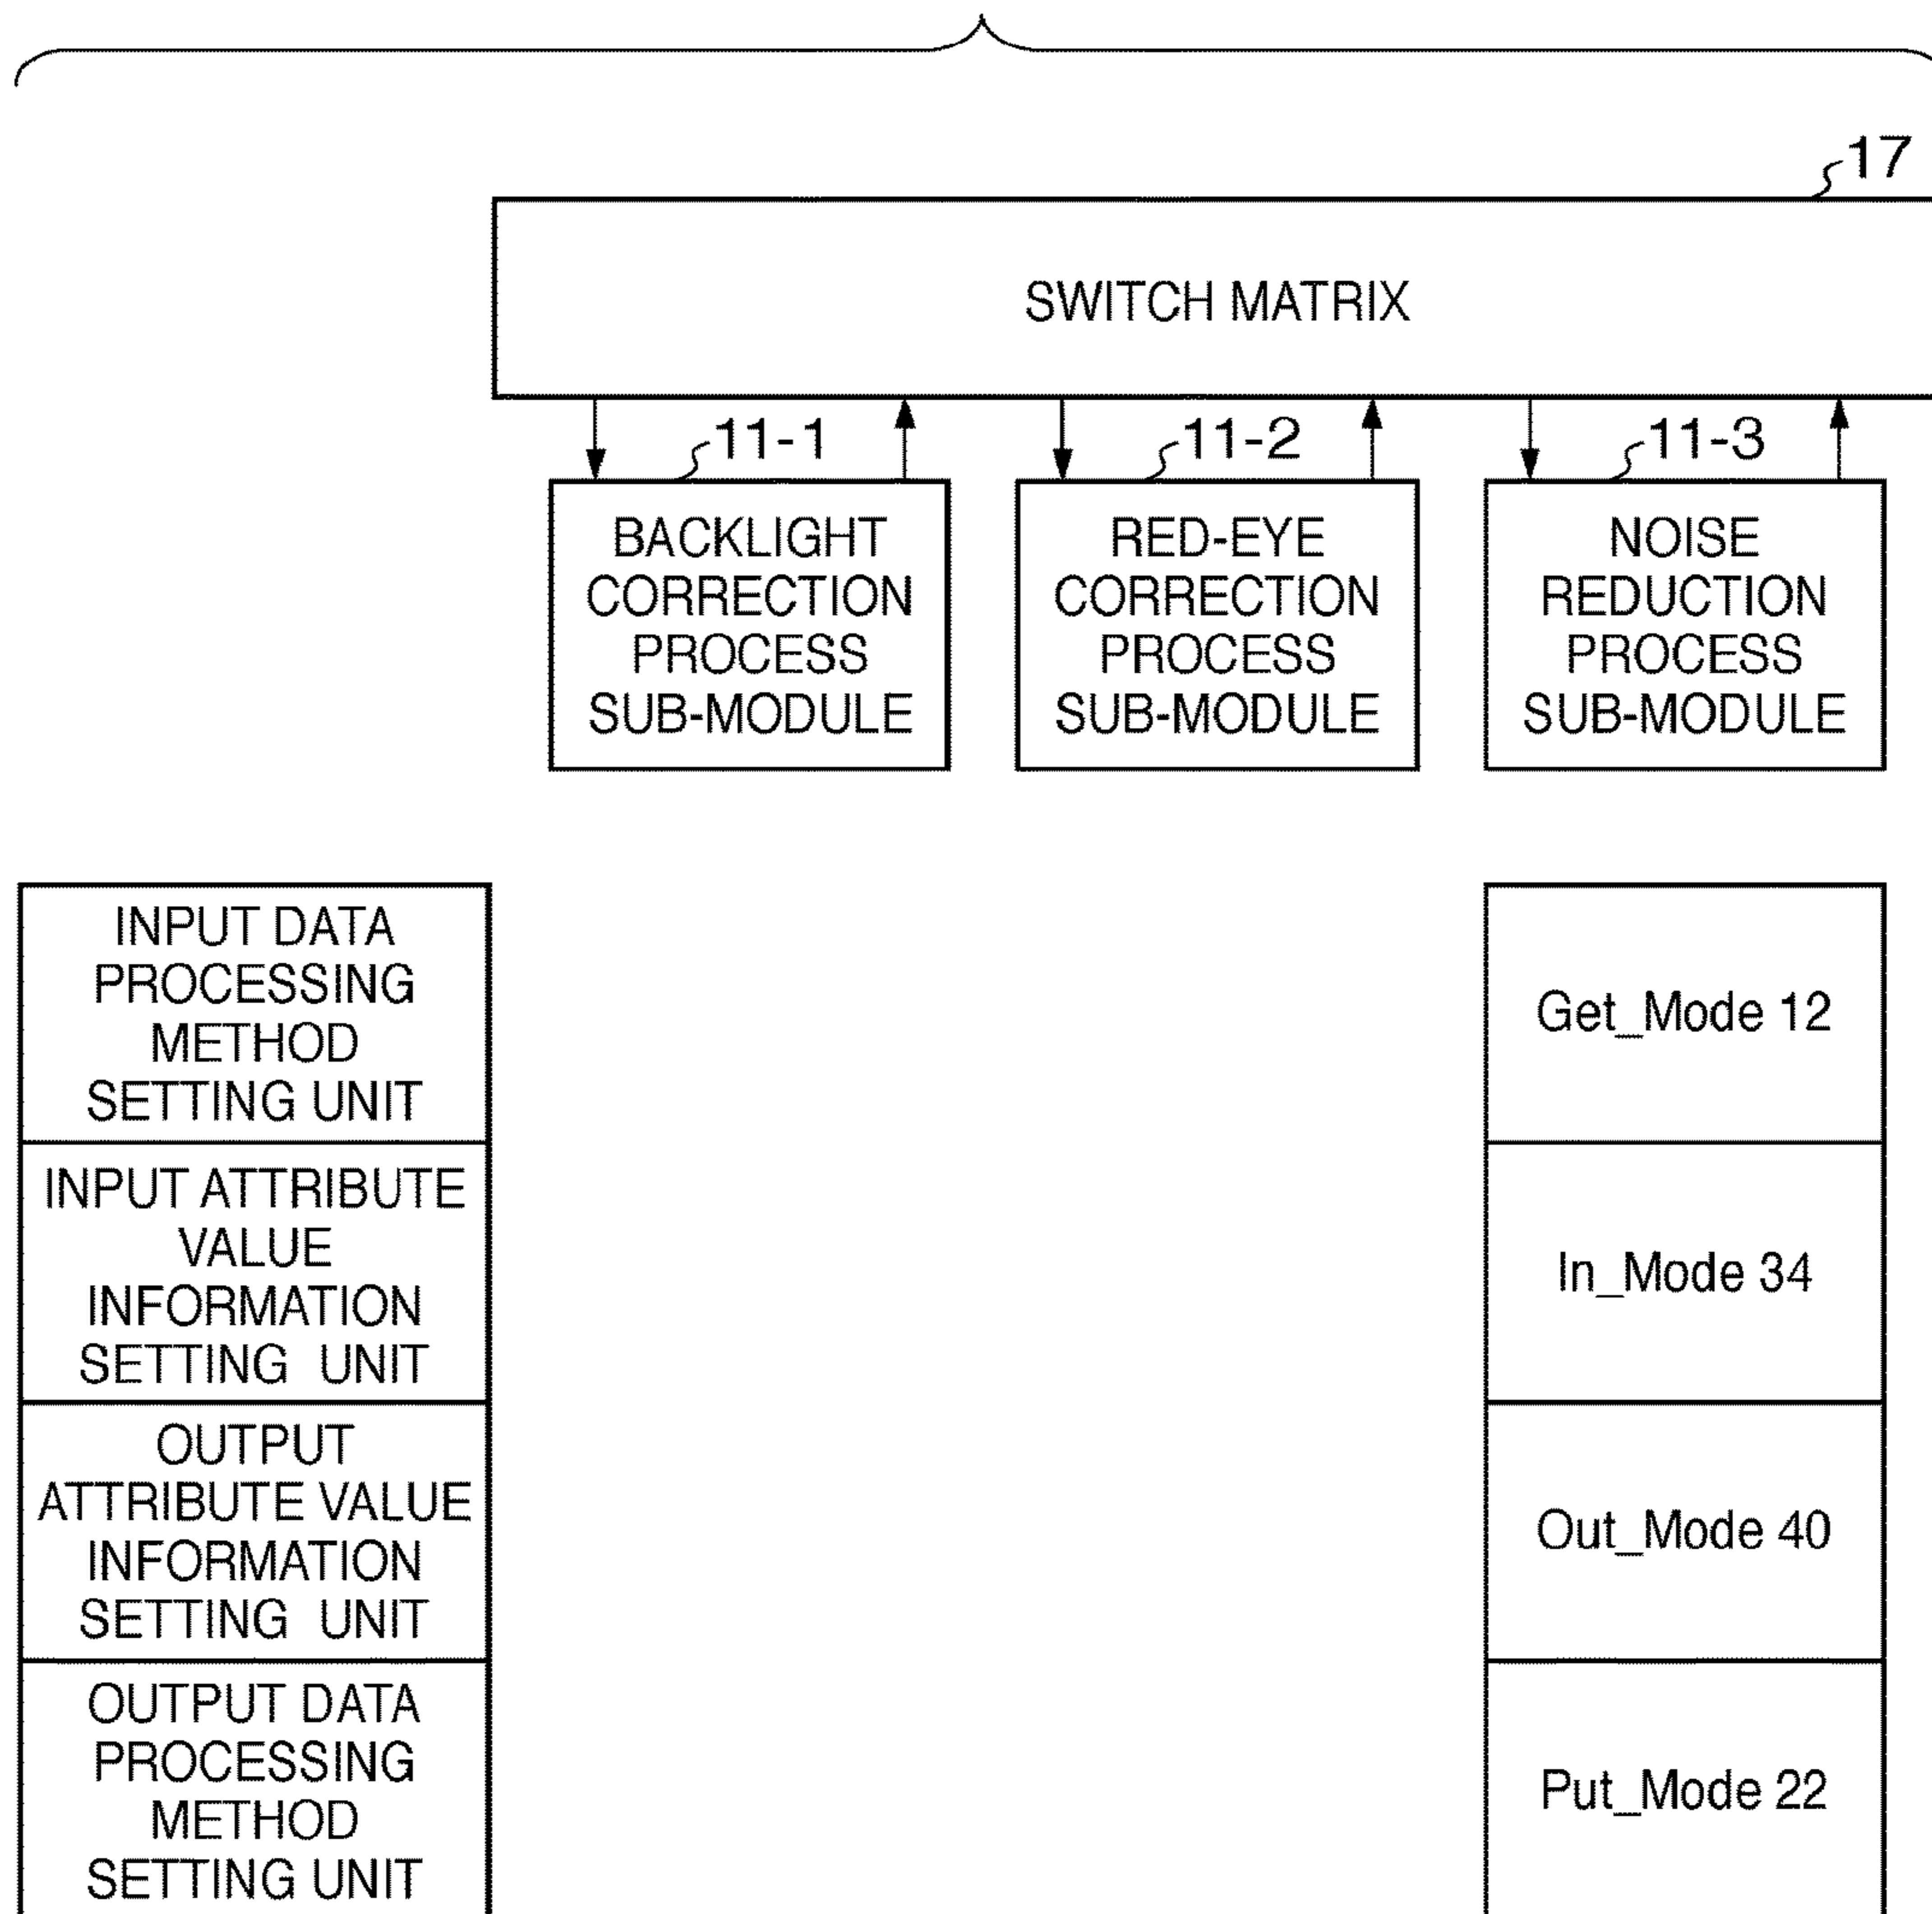 17
SWITCH MATRIX
11-1
11-2
11-3
BACKLIGHT
CORRECTION
PROCESS
SUB-MODULE
RED-EYE
CORRECTION
PROCESS
SUB-MODULE
NOISE
REDUCTION
PROCESS
SUB-MODULE
INPUT DATA
PROCESSING
METHOD
SETTING UNIT
Get_Mode 12
INPUT ATTRIBUTE
VALUE
INFORMATION
SETTING UNIT
In_Mode 34
OUTPUT
ATTRIBUTE VALUE
INFORMATION
SETTING UNIT
Out_Mode 40
OUTPUT DATA
PROCESSING
METHOD
SETTING UNIT
Put_Mode 22